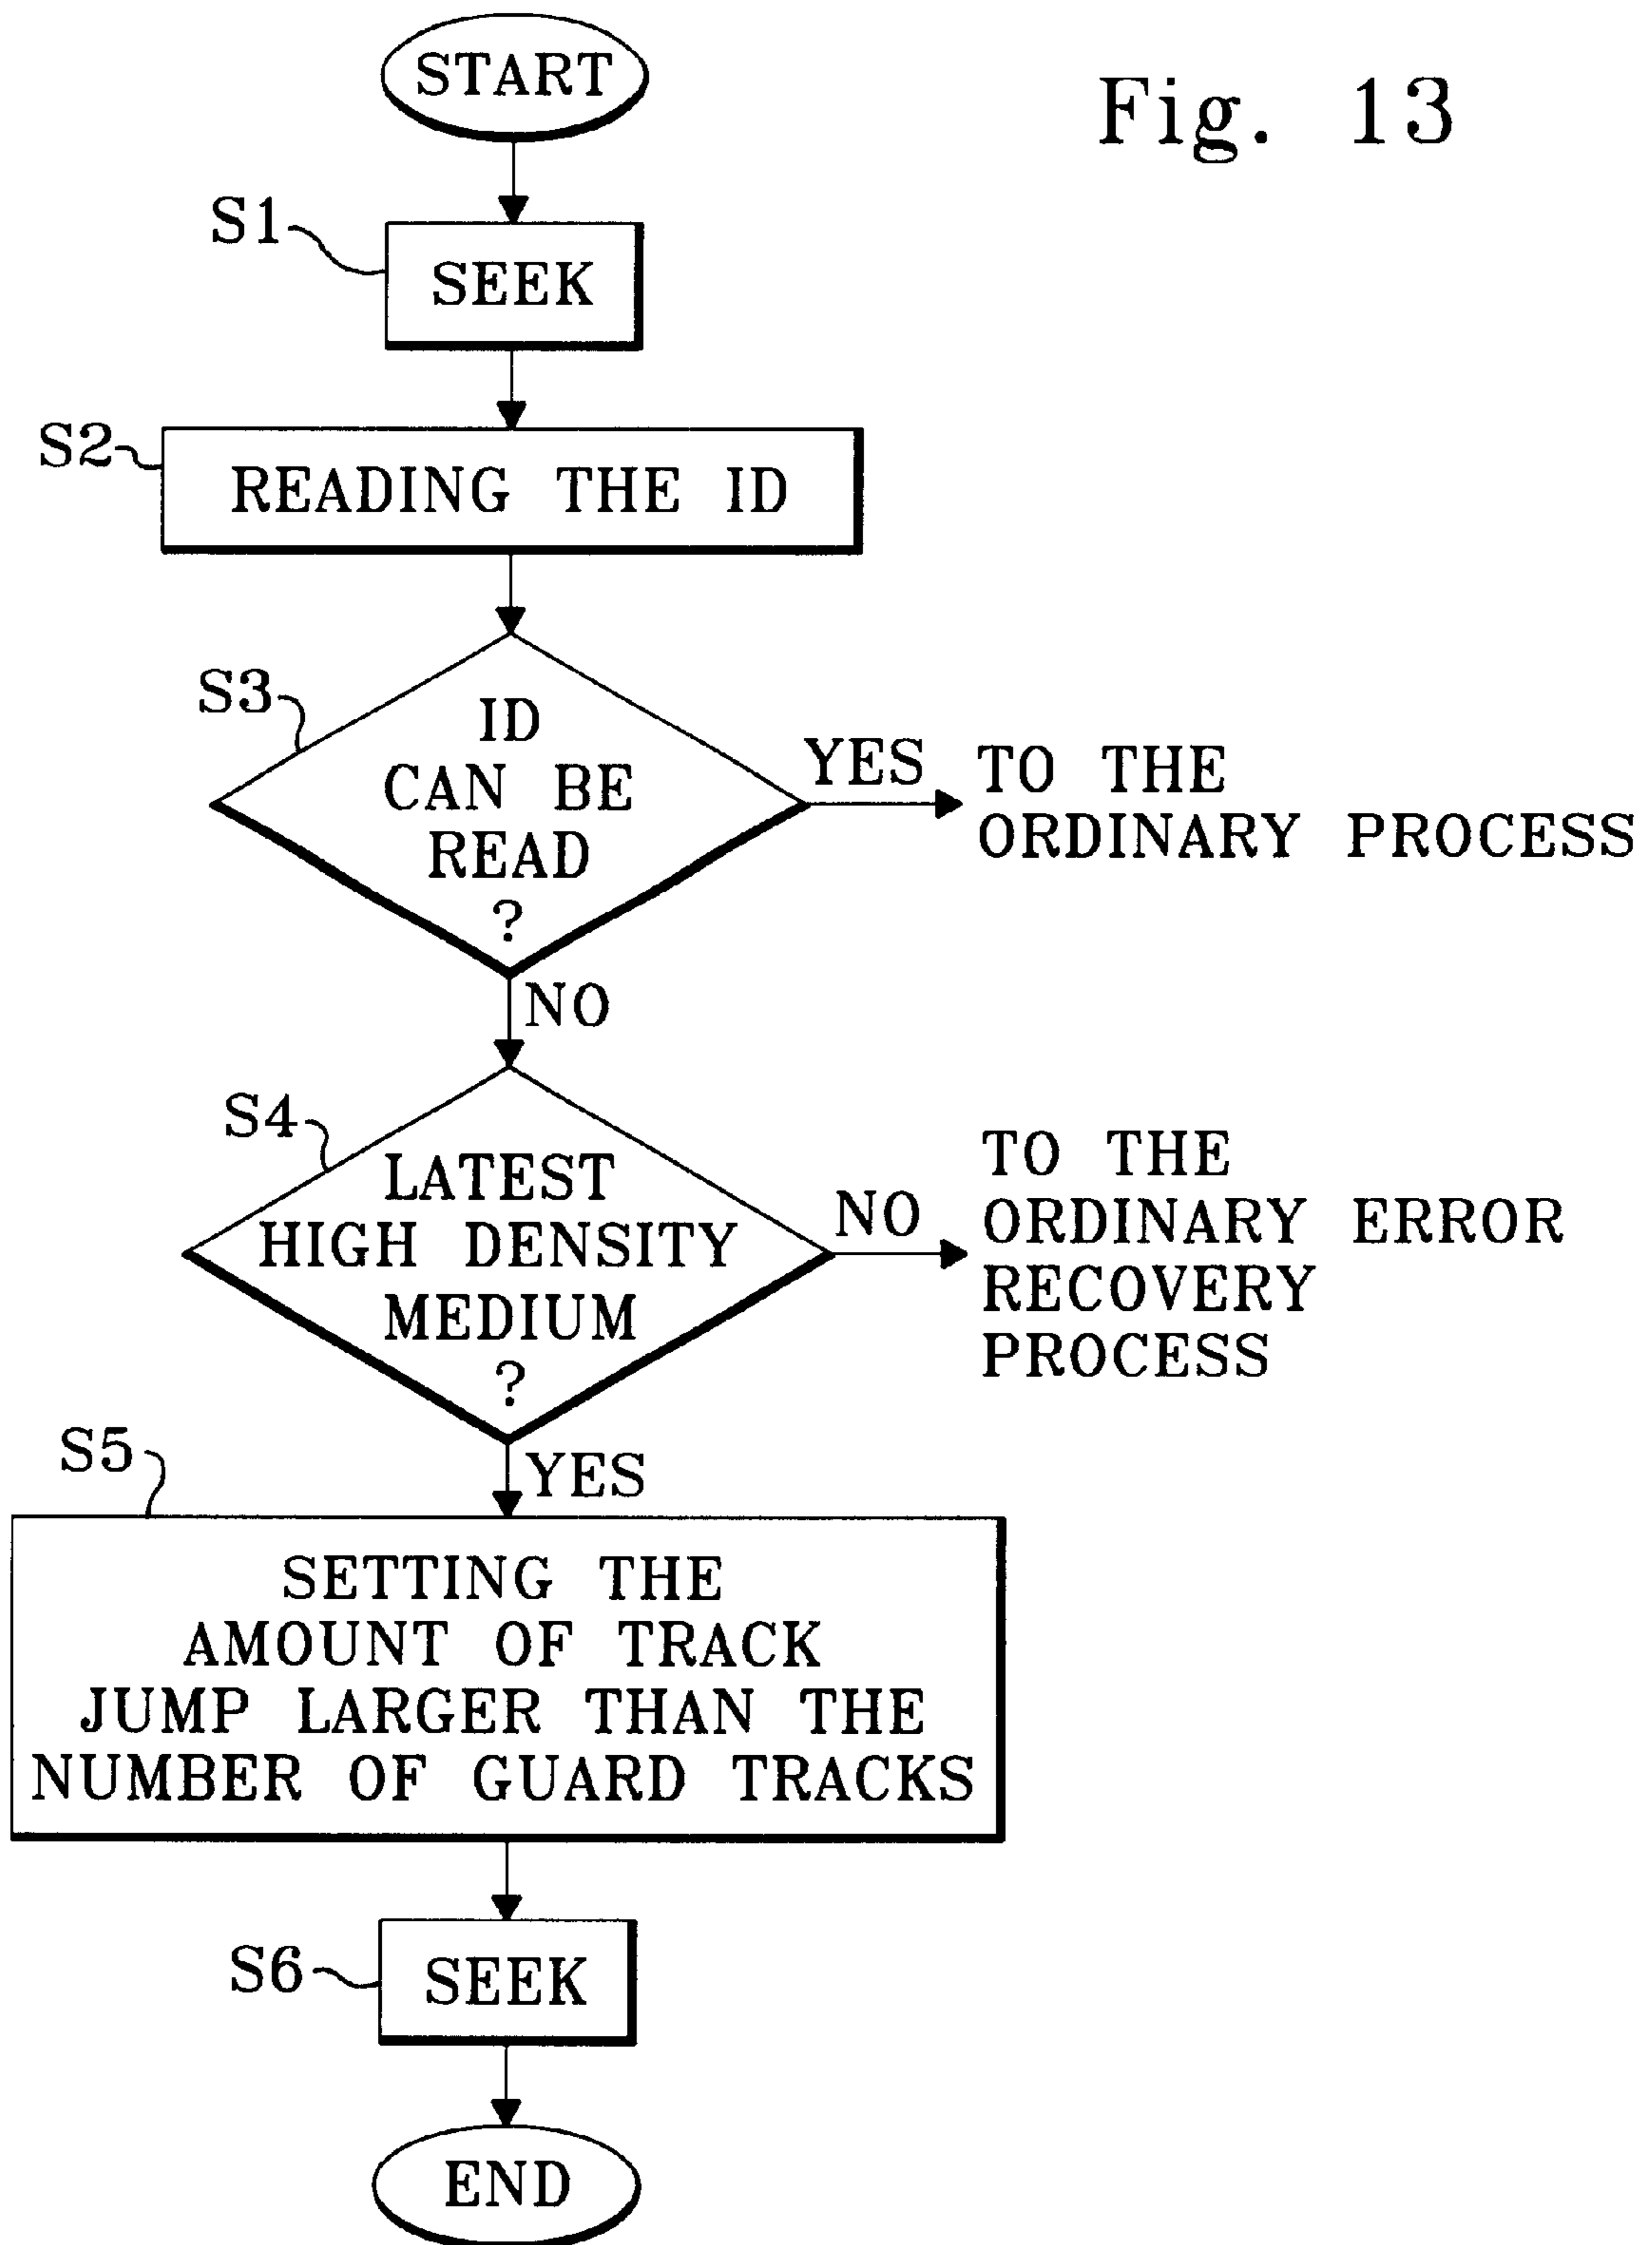 START
Fig. 13
S1
SEEK
S2
READING THE ID
S3
ID
CAN BE
READ
?
YES
TO THE
ORDINARY PROCESS
NO
S4
LATEST
HIGH DENSITY
MEDIUM
?
NO
TO THE
ORDINARY ERROR
RECOVERY
PROCESS
YES
S5
SETTING THE
AMOUNT OF TRACK
JUMP LARGER THAN THE
NUMBER OF GUARD TRACKS
S6
SEEK
END